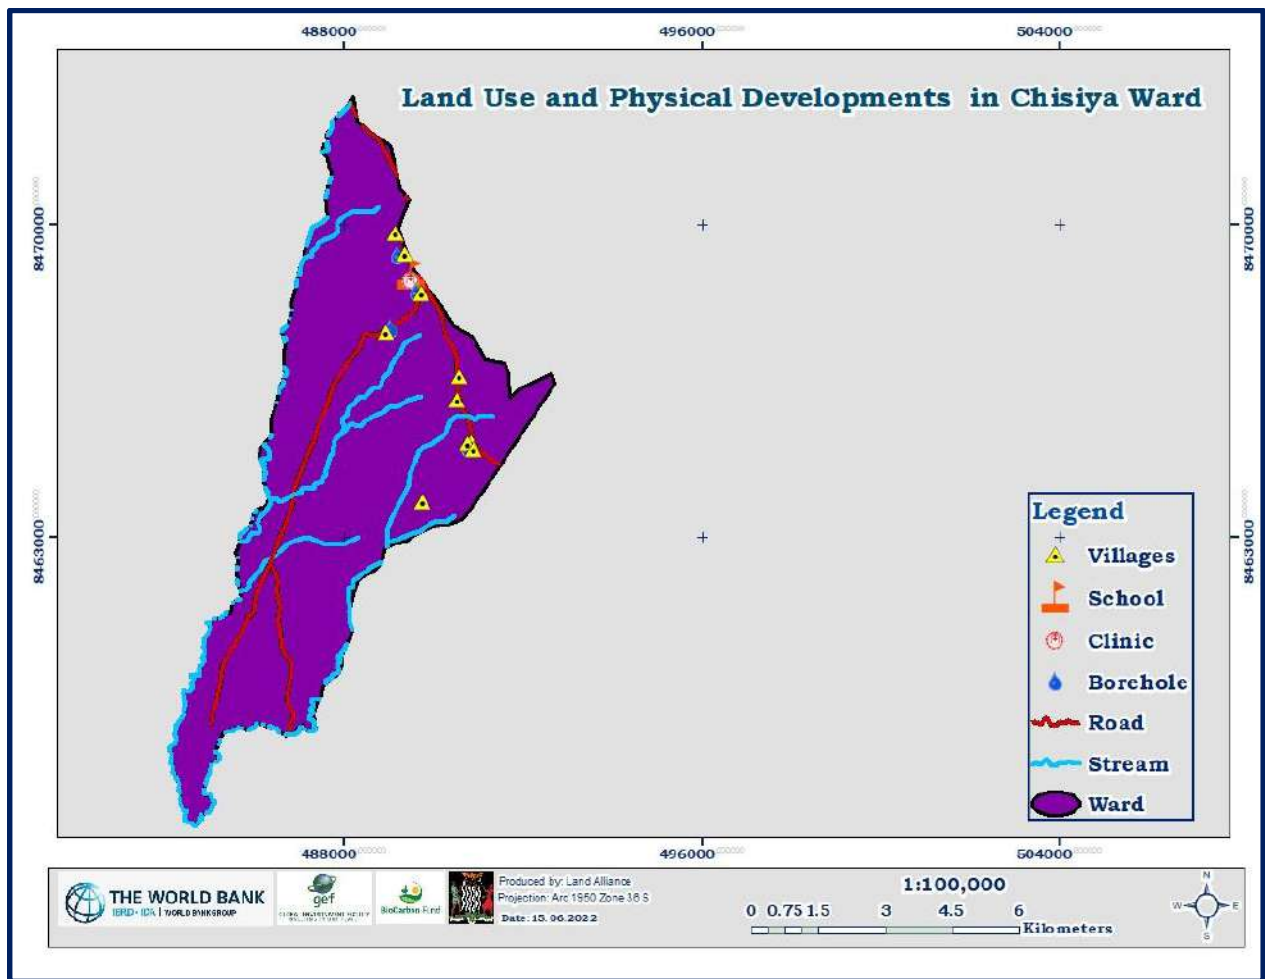 488000 496000 504000
Land Use and Physical Developments in Chisiya Ward
8470000 8470000
8463000 8463000
Legend
Villages
School
Clinic
Borehole
Road
Stream
Ward
488000 496000 504000
THE WORLD BANK
IBRD • IDA | WORLD BANK GROUP
gef
BioCarbon Fund
Produced by: Land Alliance
Projection: Arc 1950 Zone 36 S
Date: 15.06.2022
1:100,000
0 0.75 1.5 3 4.5 6
Kilometers
N
W E
S